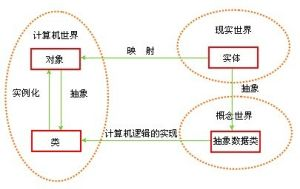 计算机世界
现实世界
对象
映 射
实体
实例化
抽象
抽象
概念世界
类
计算机逻辑的实现
抽象数据类